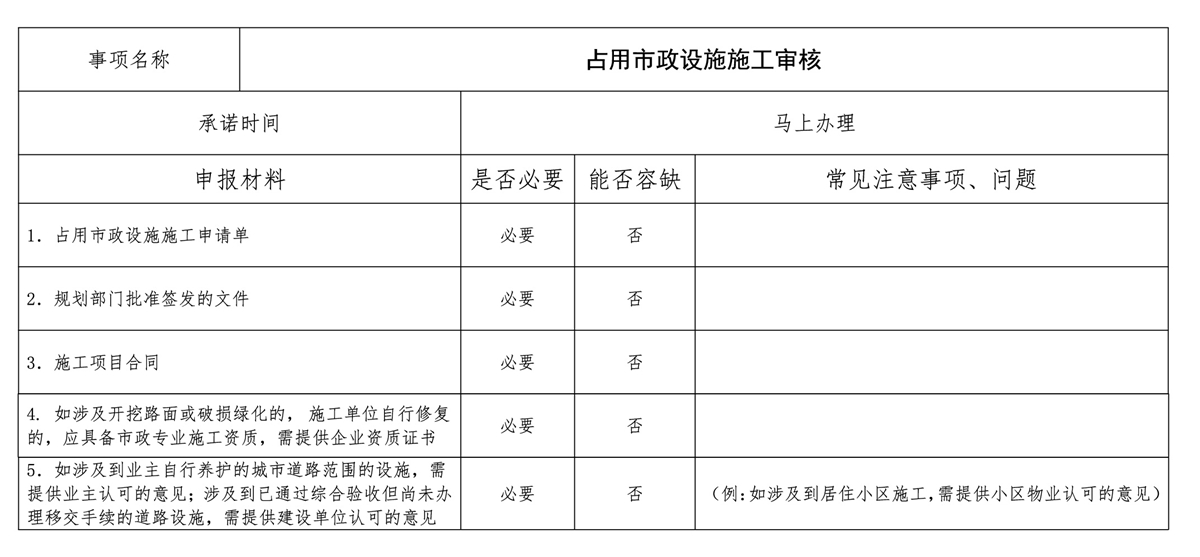 事项名称
占用市政设施施工审核
承诺时间
马上办理
申报材料
是否必要
能否容缺
常见注意事项、问题
1. 占用市政设施施工申请单
必要
否
2. 规划部门批准签发的文件
必要
否
3. 施工项目合同
必要
否
4. 如涉及开挖路面或破损绿化的， 施工单位自行修复
的，应具备市政专业施工资质，需提供企业资质证书
必要
否
5. 如涉及到业主自行养护的城市道路范围的设施，需
提供业主认可的意见；涉及到已通过综合验收但尚未办
理移交手续的道路设施，需提供建设单位认可的意见
必要
否
（例：如涉及到居住小区施工，需提供小区物业认可的意见）